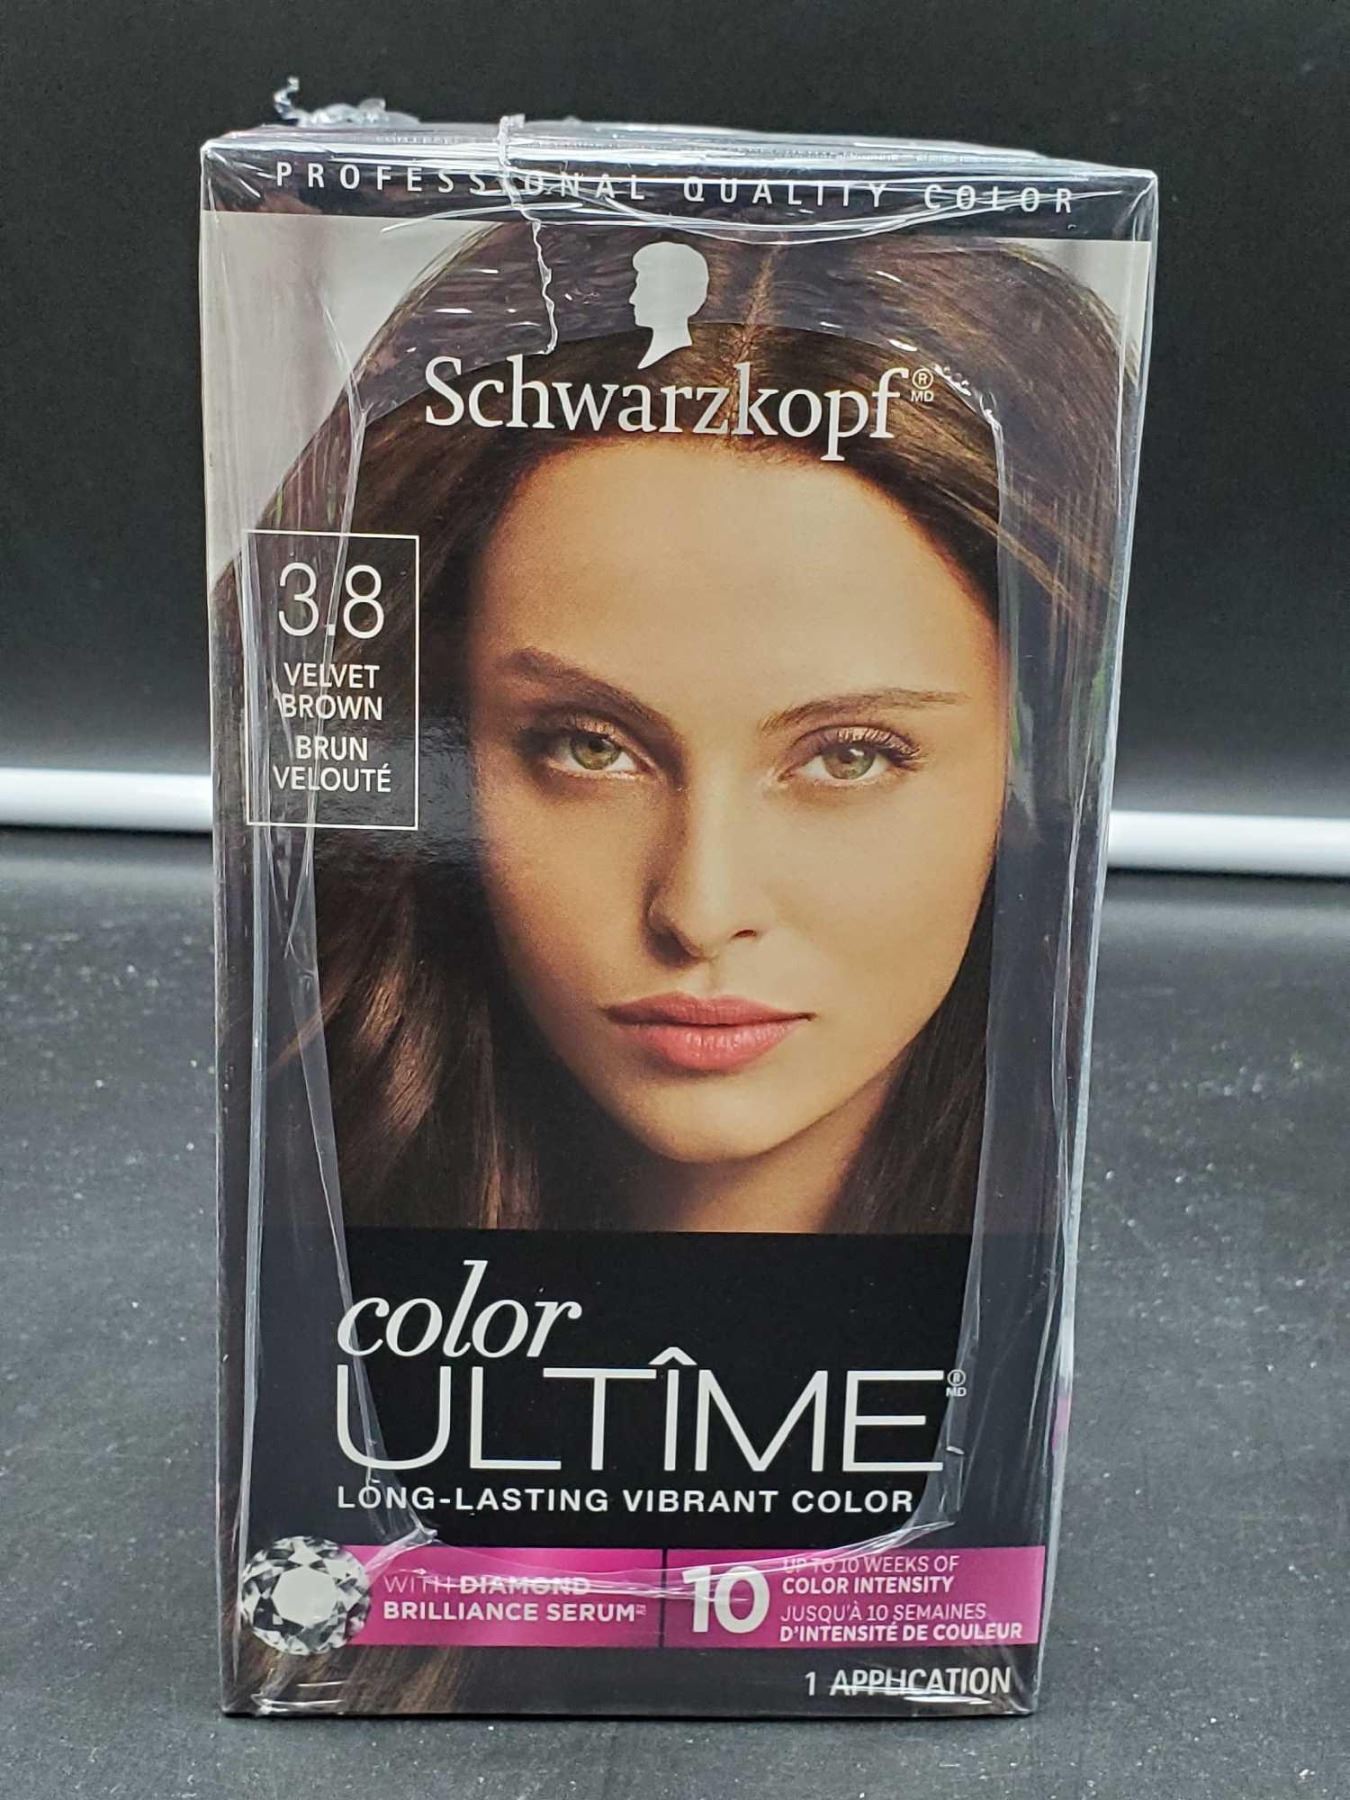 PROFESSIONAL QUALITY COLOR
Schwarzkopf®
MD
3.8
VELVET
BROWN
BRUN
VELOUTÉ
color
ULTÎME®
MD
LONG-LASTING VIBRANT COLOR
WITH DIAMOND
BRILLIANCE SERUM
10
UP TO 10 WEEKS OF
COLOR INTENSITY
JUSQU'À 10 SEMAINES
D'INTENSITÉ DE COULEUR
1 APPLICATION